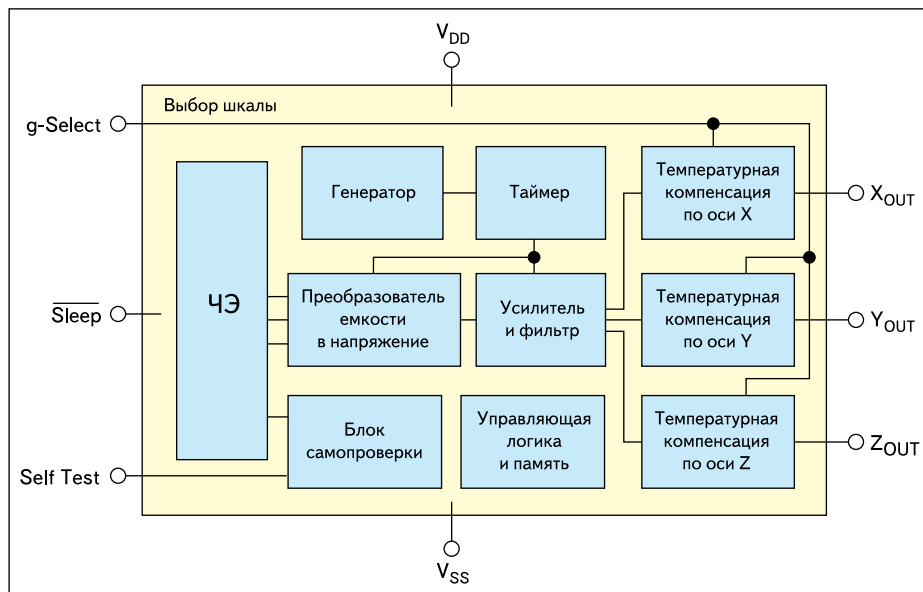 V_DD
Выбор шкалы
g-Select
Генератор
Таймер
Температурная
компенсация
по оси X
X_OUT
ЧЭ
Sleep
Преобразователь
емкости
в напряжение
Усилитель
и фильтр
Температурная
компенсация
по оси Y
Y_OUT
Блок
самопроверки
Управляющая
логика
и память
Температурная
компенсация
по оси Z
Z_OUT
Self Test
V_SS